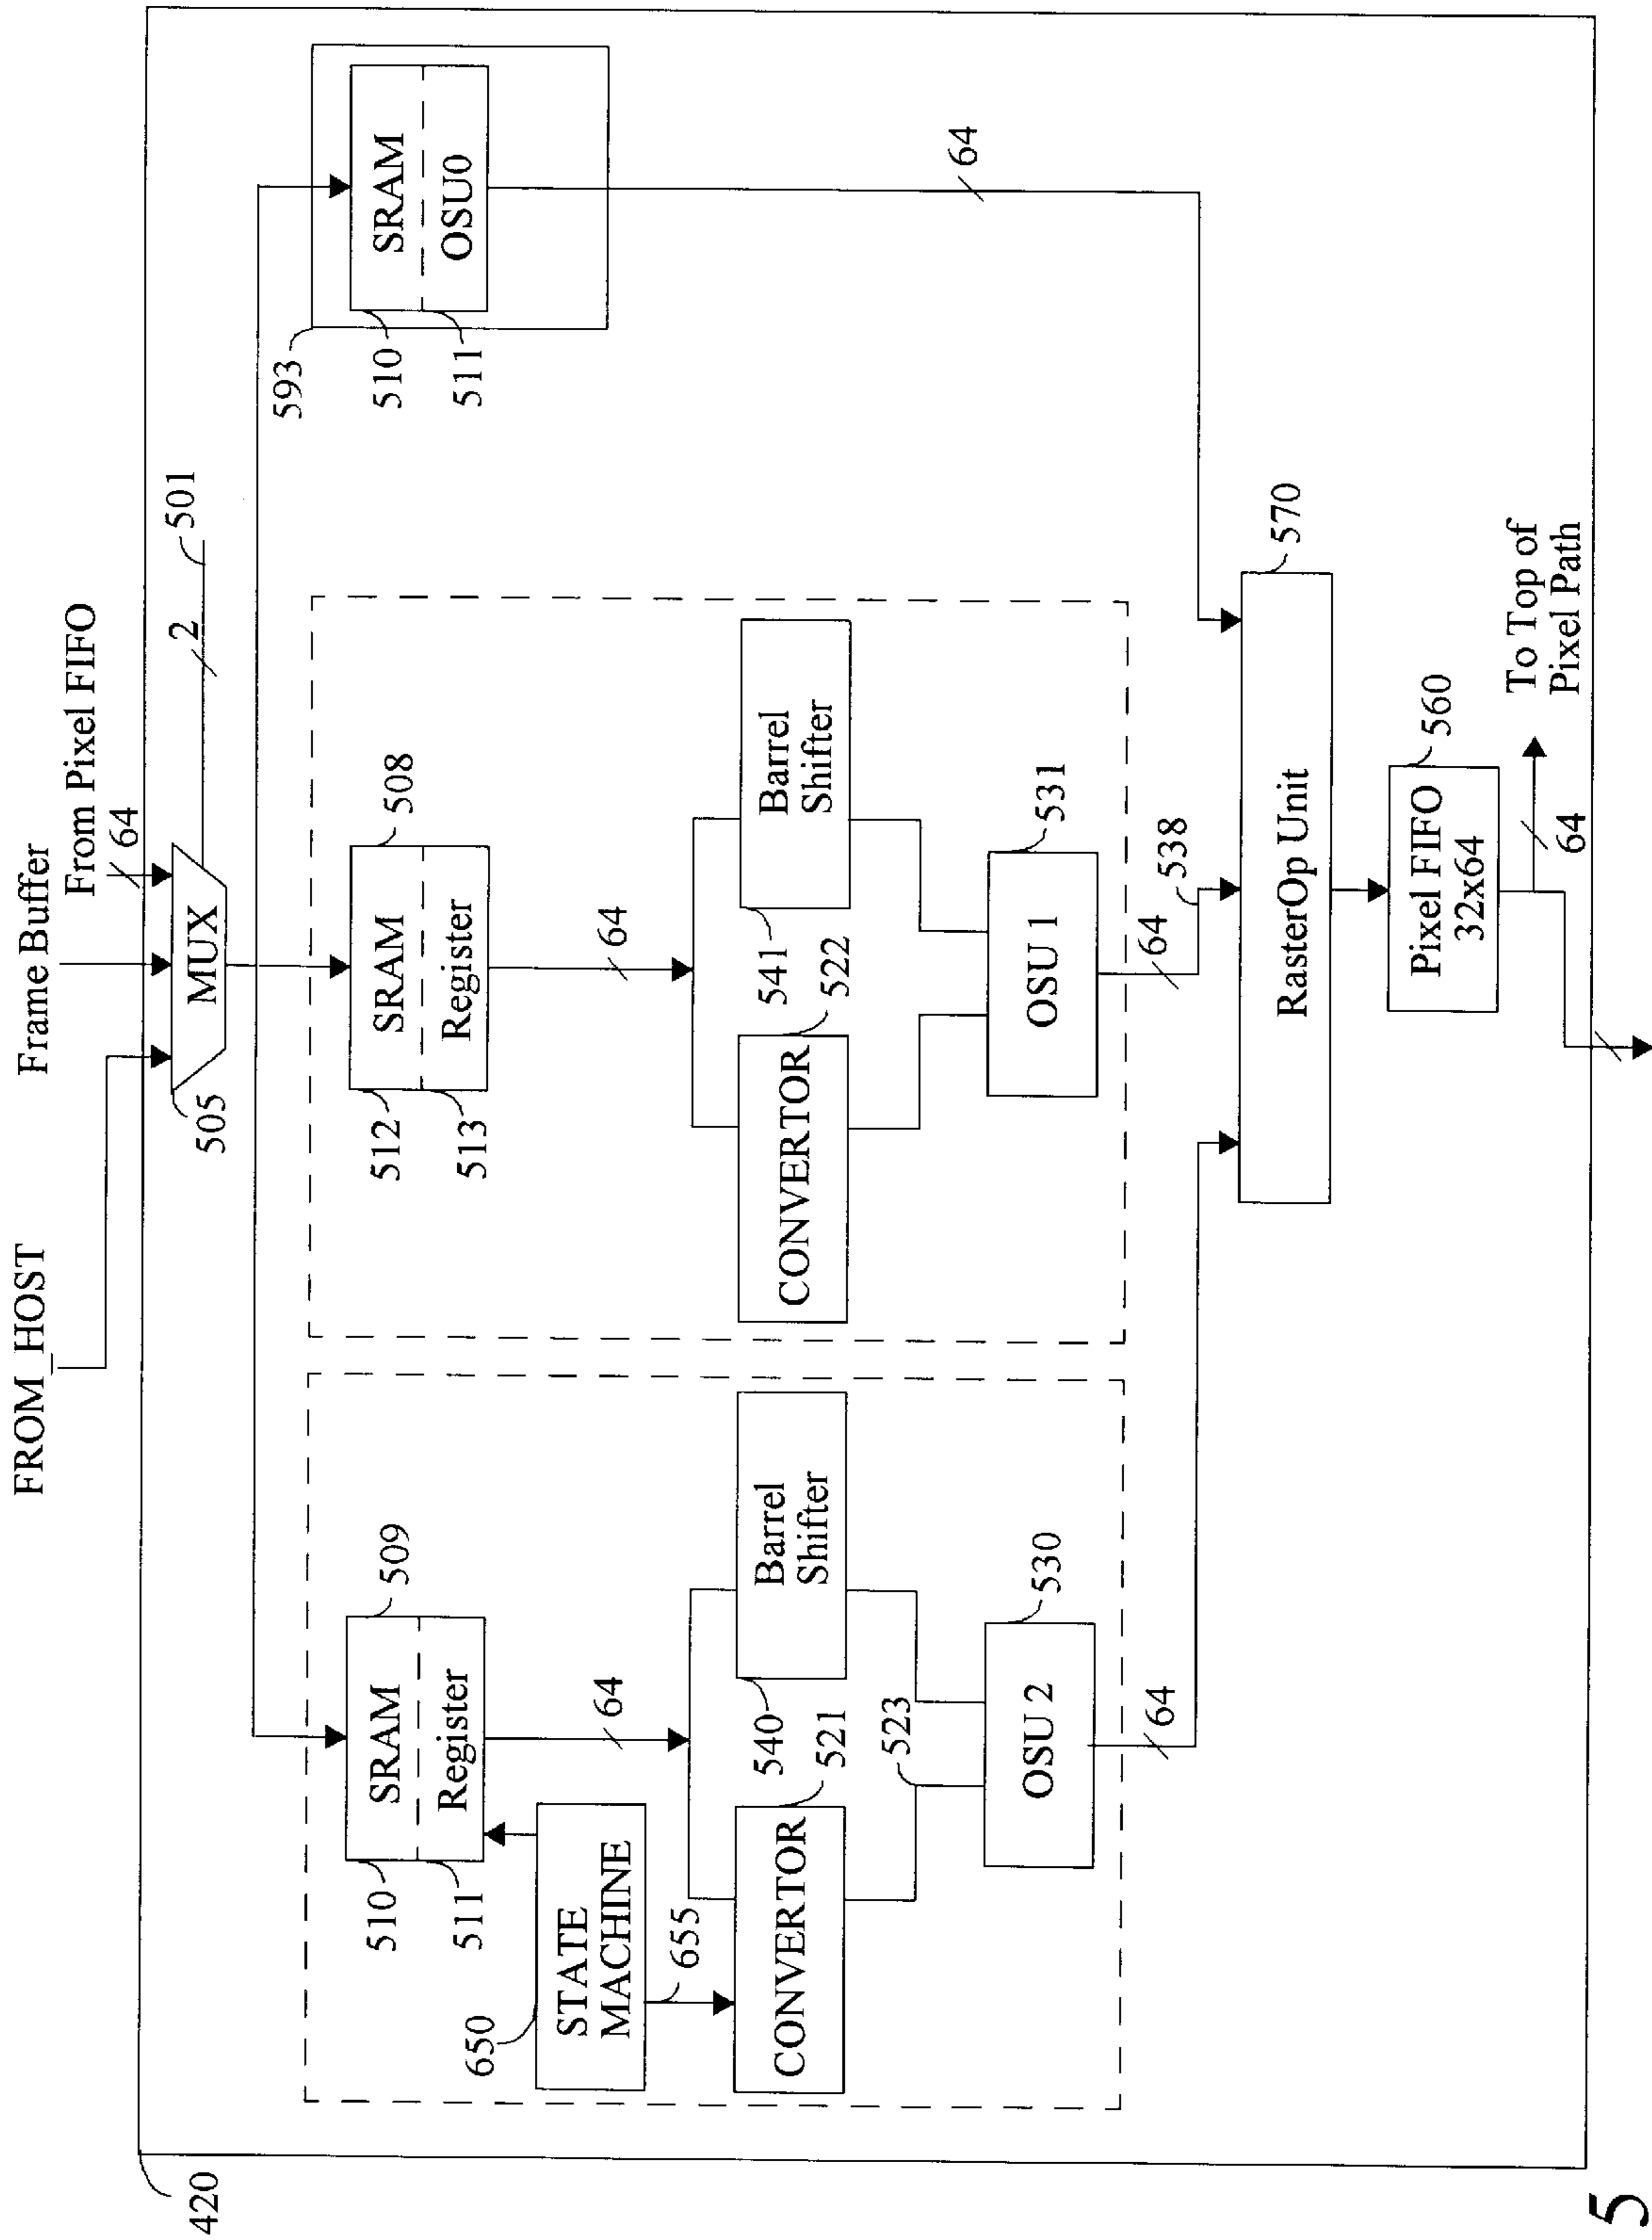 FROM_HOST
Frame Buffer
From Pixel FIFO
64
MUX
505
2
501
420
509
SRAM
Register
510
511
64
STATE
MACHINE
650
655
CONVERTOR
521
Barrel
Shifter
540
523
OSU 2
530
64
508
SRAM
Register
512
513
64
CONVERTOR
522
Barrel
Shifter
541
OSU 1
531
64
538
593
SRAM
OSU0
510
511
64
RasterOp Unit
570
Pixel FIFO
32x64
560
64
To Top of
Pixel Path
5